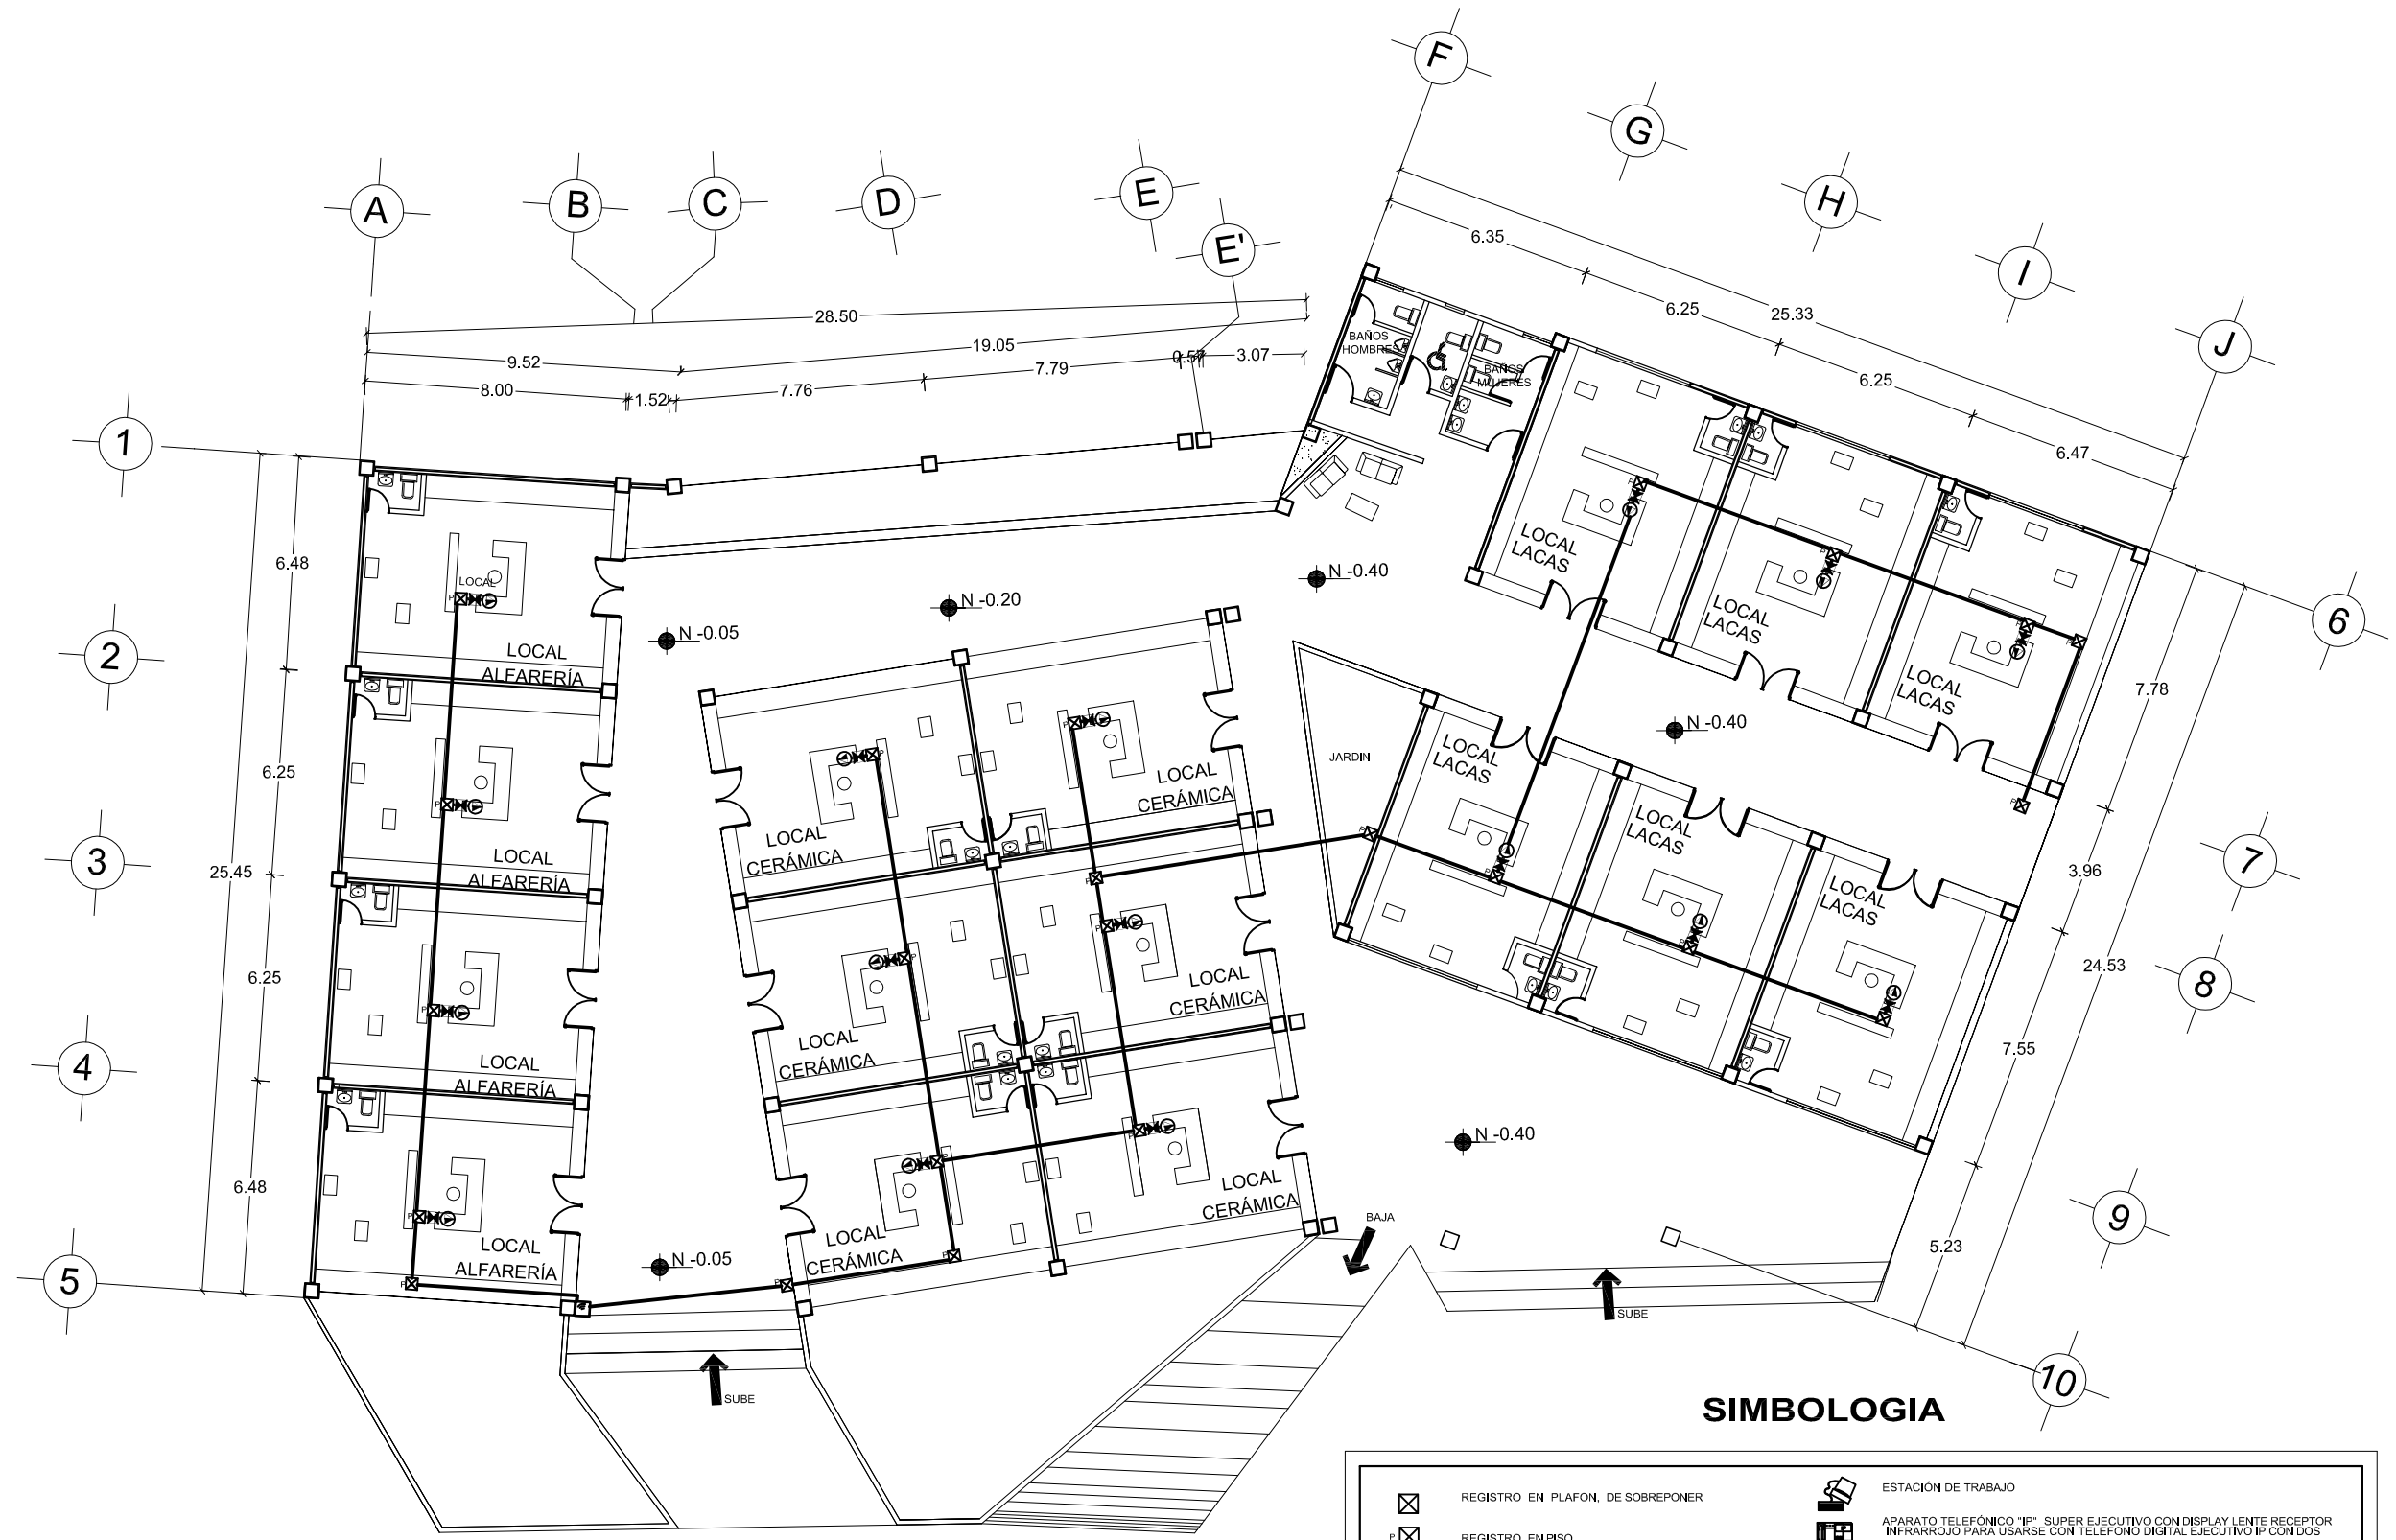 F
G
H
I
J
A
B
C
D
E
E'
6.35
6.25
25.33
6.25
6.47
28.50
19.05
9.52
0.57
3.07
7.79
8.00
1.52
7.76
BAÑOS
HOMBRES
BAÑOS
MUJERES
1
2
3
4
5
6
7
8
9
10
6.48
6.25
25.45
6.25
6.48
7.78
3.96
24.53
7.55
5.23
LOCAL
LOCAL
ALFARERÍA
LOCAL
ALFARERÍA
LOCAL
ALFARERÍA
LOCAL
ALFARERÍA
N -0.05
N -0.20
N -0.40
N -0.40
N -0.40
N -0.05
LOCAL
LACAS
LOCAL
LACAS
LOCAL
LACAS
LOCAL
LACAS
LOCAL
LACAS
LOCAL
LACAS
JARDIN
LOCAL
CERÁMICA
LOCAL
CERÁMICA
LOCAL
CERÁMICA
LOCAL
CERÁMICA
LOCAL
CERÁMICA
LOCAL
CERÁMICA
BAJA
SUBE
SUBE
SIMBOLOGIA
REGISTRO EN PLAFON, DE SOBREPONER
P
REGISTRO EN PISO
ESTACIÓN DE TRABAJO
APARATO TELEFÓNICO "IP" SUPER EJECUTIVO CON DISPLAY LENTE RECEPTOR
INFRARROJO PARA USARSE CON TELEFONO DIGITAL EJECUTIVO IP CON DOS